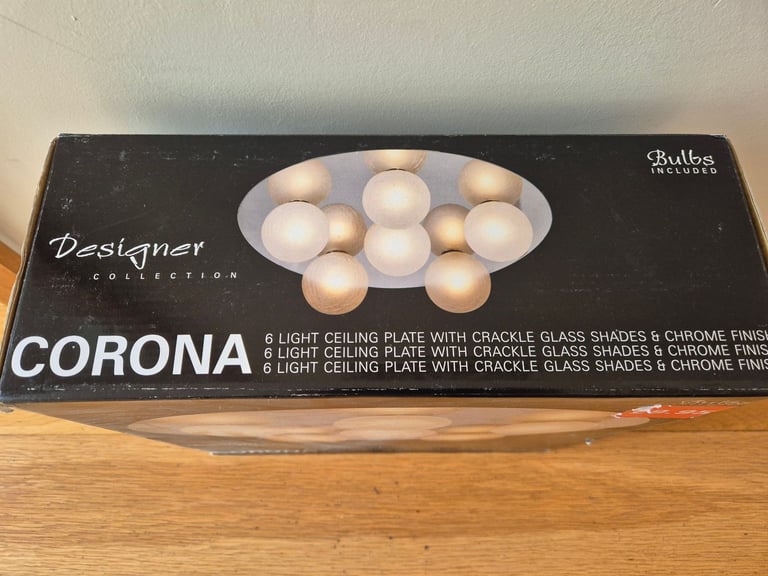 Bulbs
INCLUDED
Designer
COLLECTION
CORONA
6 LIGHT CEILING PLATE WITH CRACKLE GLASS SHADES & CHROME FINISH
6 LIGHT CEILING PLATE WITH CRACKLE GLASS SHADES & CHROME FINIS
6 LIGHT CEILING PLATE WITH CRACKLE GLASS SHADES & CHROME FINIS